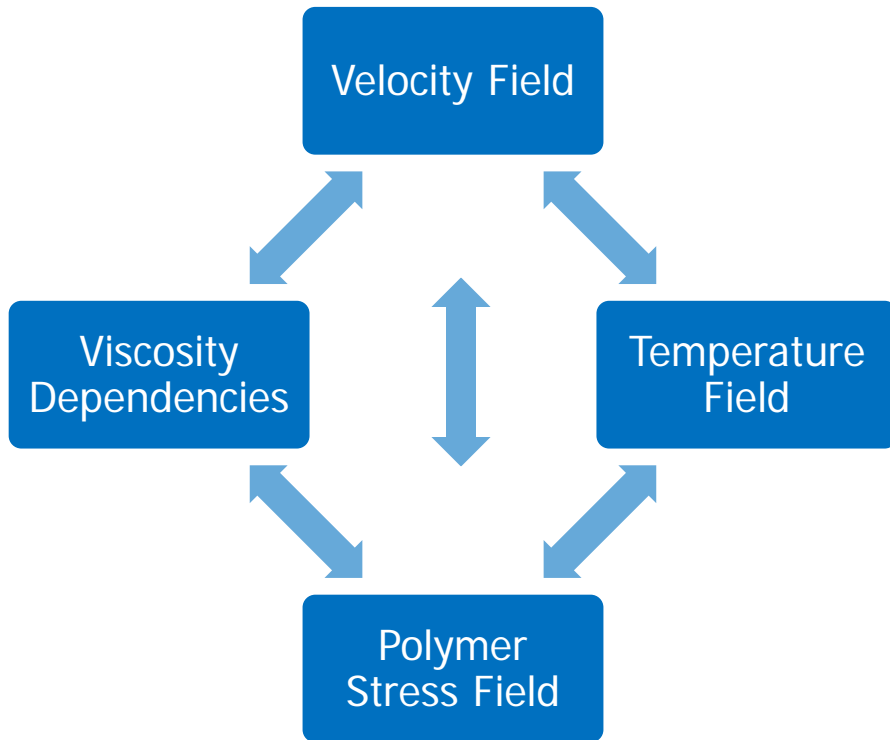 Velocity Field
Viscosity
Dependencies
Temperature
Field
Polymer
Stress Field